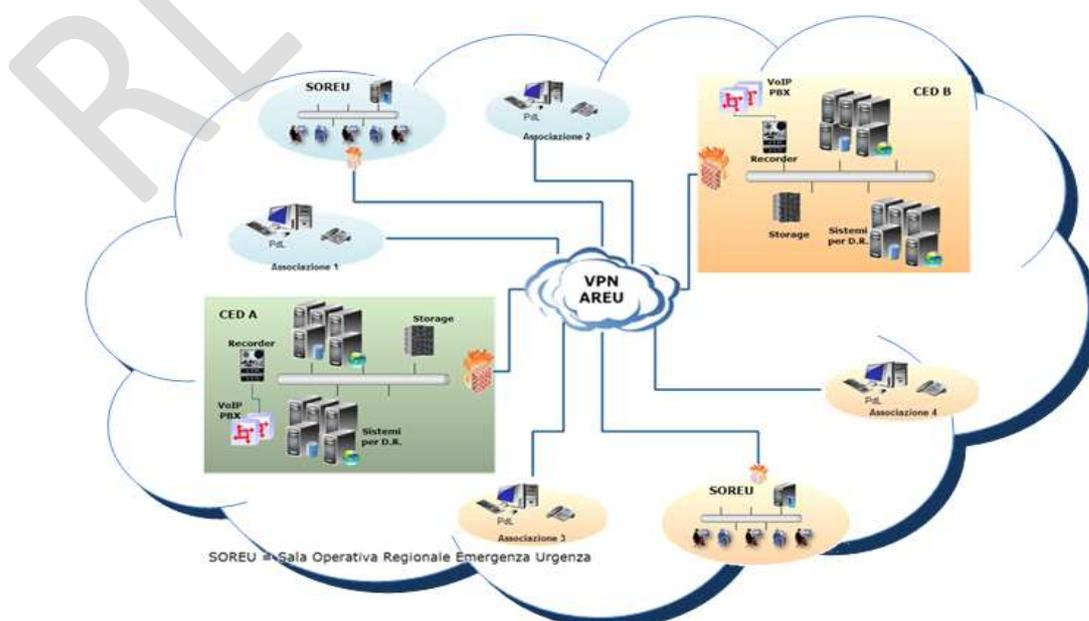 RL
SOREU
PdL
Associazione 2
VoIP
PBX
CED B
Recorder
Storage
Sistemi
per D.R.
PdL
Associazione 1
VPN
AREU
CED A
Storage
Recorder
VoIP
PBX
Sistemi
per D.R.
PdL
Associazione 4
PdL
Associazione 3
SOREU
SOREU = Sala Operativa Regionale Emergenza Urgenza